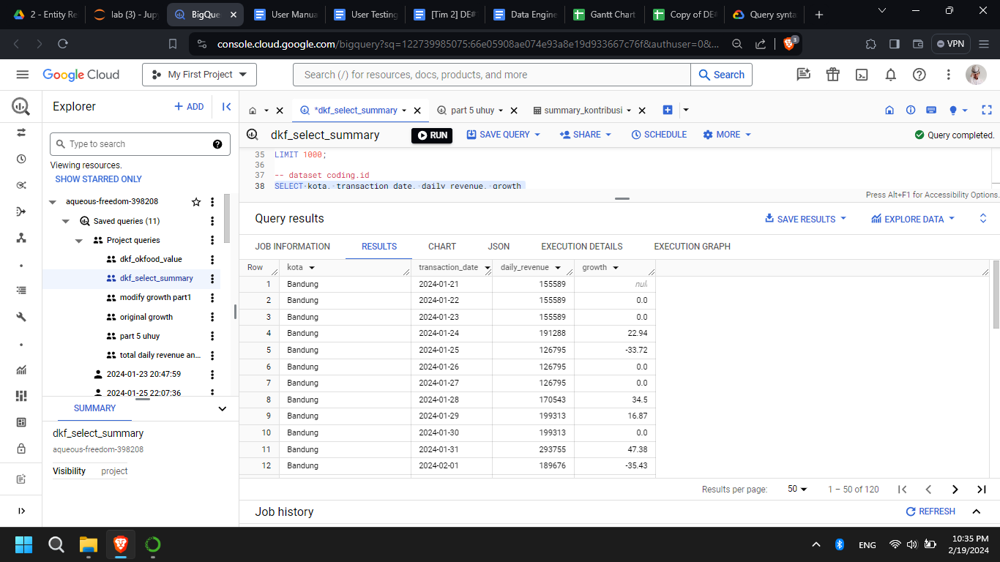 2 - Entity Re
lab (3) - Jup
BigQue
User Manua
User Testing
[Tim 2] DE#
Data Engine
Gantt Chart
Copy of DE#
Query synta
console.cloud.google.com/bigquery?sq=122739985075:66e05908ae074e93a8e19d933667c76f&authuser=0&...
3
VPN
Google Cloud
My First Project
Search (/) for resources, docs, products, and more
Search
Explorer
+ ADD
*dkf_select_summary
part 5 uhuy
summary_kontribusi
dkf_select_summary
RUN
SAVE QUERY
SHARE
SCHEDULE
MORE
Query completed.
Type to search
Viewing resources.
SHOW STARRED ONLY
aqueous-freedom-398208
Saved queries (11)
Project queries
dkf_okfood_value
dkf_select_summary
modify growth part1
original growth
part 5 uhuy
total daily revenue an...
2024-01-23 20:47:59
2024-01-25 22:07:36
SUMMARY
dkf_select_summary
aqueous-freedom-398208
Visibility project
35 LIMIT 1000;
36
37 -- dataset coding.id
38 SELECT kota, transaction_date, daily_revenue, growth
Press Alt+F1 for Accessibility Options.
Query results
SAVE RESULTS
EXPLORE DATA
JOB INFORMATION
RESULTS
CHART
JSON
EXECUTION DETAILS
EXECUTION GRAPH
Row kota transaction_date daily_revenue growth
1 Bandung 2024-01-21 155589 null
2 Bandung 2024-01-22 155589 0.0
3 Bandung 2024-01-23 155589 0.0
4 Bandung 2024-01-24 191288 22.94
5 Bandung 2024-01-25 126795 -33.72
6 Bandung 2024-01-26 126795 0.0
7 Bandung 2024-01-27 126795 0.0
8 Bandung 2024-01-28 170543 34.5
9 Bandung 2024-01-29 199313 16.87
10 Bandung 2024-01-30 199313 0.0
11 Bandung 2024-01-31 293755 47.38
12 Bandung 2024-02-01 189676 -35.43
Results per page: 50 1 – 50 of 120
Job history
REFRESH
ENG
10:35 PM
2/19/2024